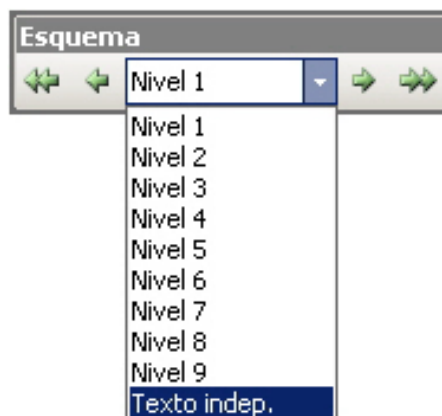 Esquema
Nivel 1
Nivel 1
Nivel 2
Nivel 3
Nivel 4
Nivel 5
Nivel 6
Nivel 7
Nivel 8
Nivel 9
Texto indep.